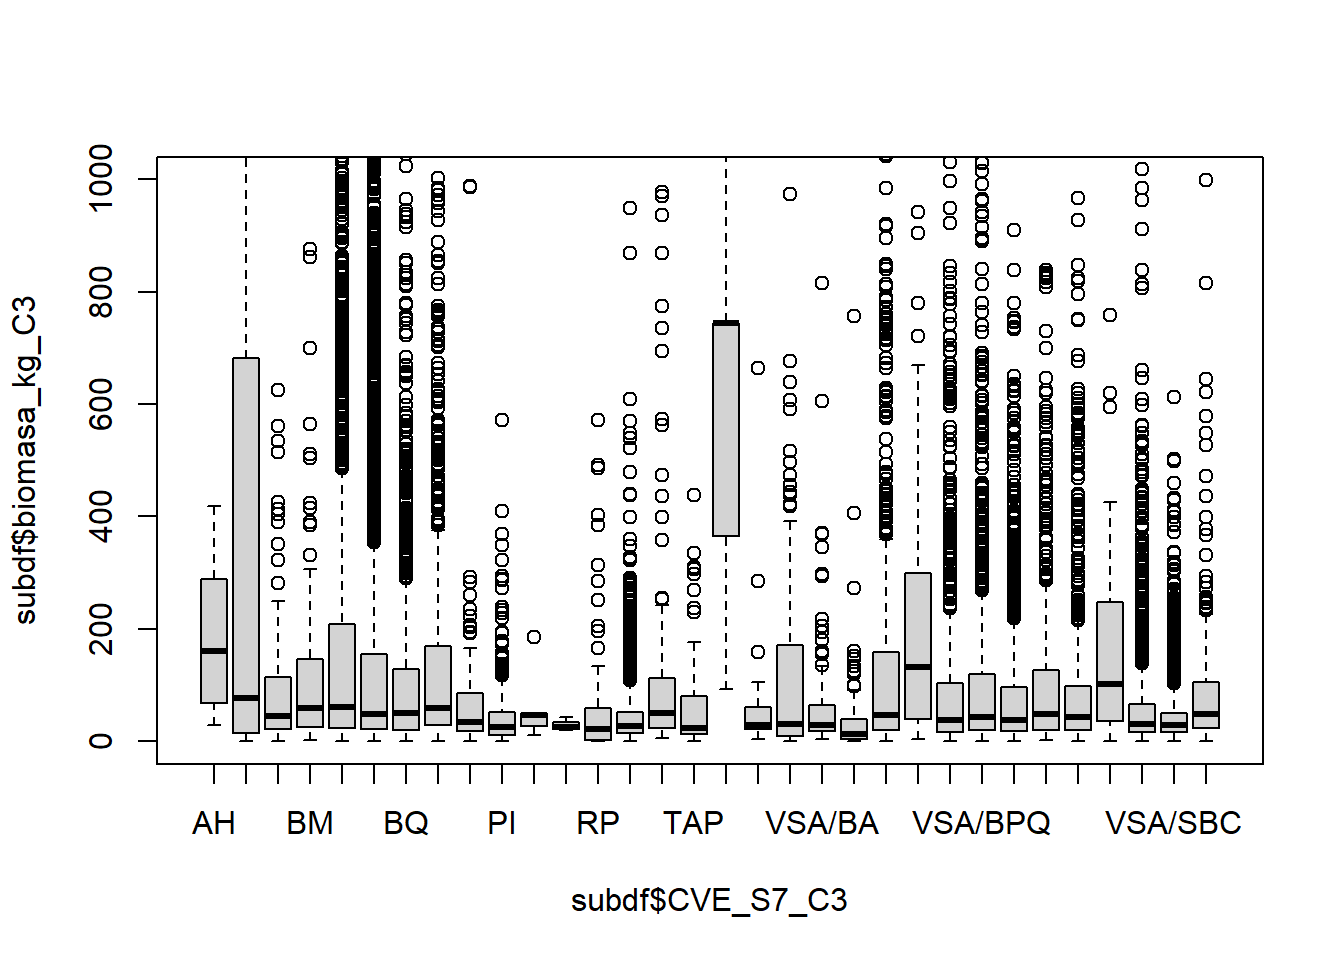 subdf$biomasa_kg_C3
1000
800
600
400
200
0
AH BM BQ PI RP TAP VSA/BA VSA/BPQ VSA/SBC
subdf$CVE_S7_C3